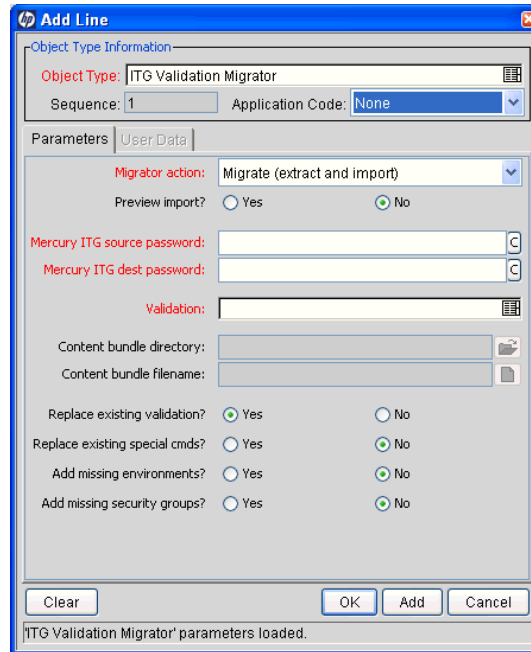 hp Add Line
Object Type Information
Object Type: ITG Validation Migrator
Sequence: 1 Application Code: None
Parameters User Data
Migrator action: Migrate (extract and import)
Preview import? Yes No
Mercury ITG source password: C
Mercury ITG dest password: C
Validation:
Content bundle directory:
Content bundle filename:
Replace existing validation? Yes No
Replace existing special cmds? Yes No
Add missing environments? Yes No
Add missing security groups? Yes No
Clear OK Add Cancel
'ITG Validation Migrator' parameters loaded.